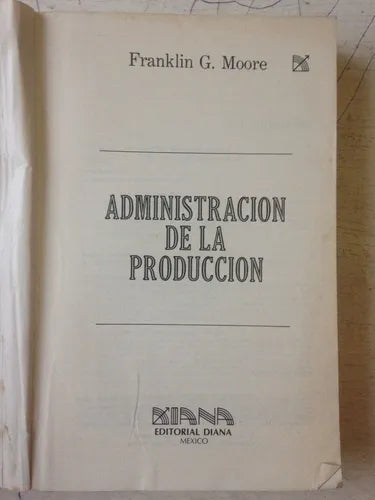 Franklin G. Moore
ADMINISTRACION
DE LA
PRODUCCION
DIANA
EDITORIAL DIANA
MEXICO